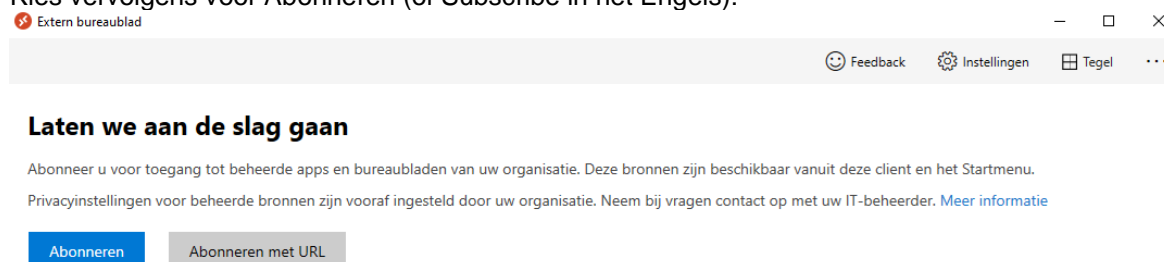 Kies vervolgens voor Abonneren (of Subscribe in het Engels):
Extern bureaublad
Feedback Instellingen Tegel ...
Laten we aan de slag gaan
Abonneer u voor toegang tot beheerde apps en bureaubladen van uw organisatie. Deze bronnen zijn beschikbaar vanuit deze client en het Startmenu.
Privacyinstellingen voor beheerde bronnen zijn vooraf ingesteld door uw organisatie. Neem bij vragen contact op met uw IT-beheerder. Meer informatie
Abonneren Abonneren met URL